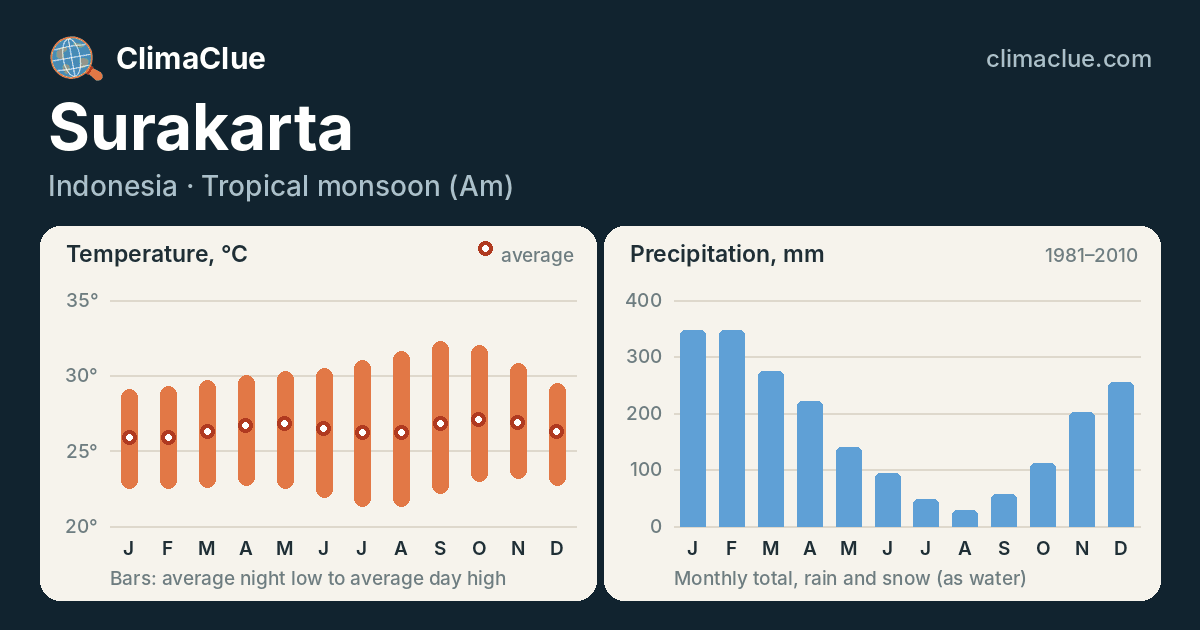 ClimaClue
climaclue.com
Surakarta
Indonesia · Tropical monsoon (Am)
Temperature, °C
average
35°
30°
25°
20°
J F M A M J J A S O N D
Bars: average night low to average day high
Precipitation, mm
1981–2010
400
300
200
100
0
J F M A M J J A S O N D
Monthly total, rain and snow (as water)